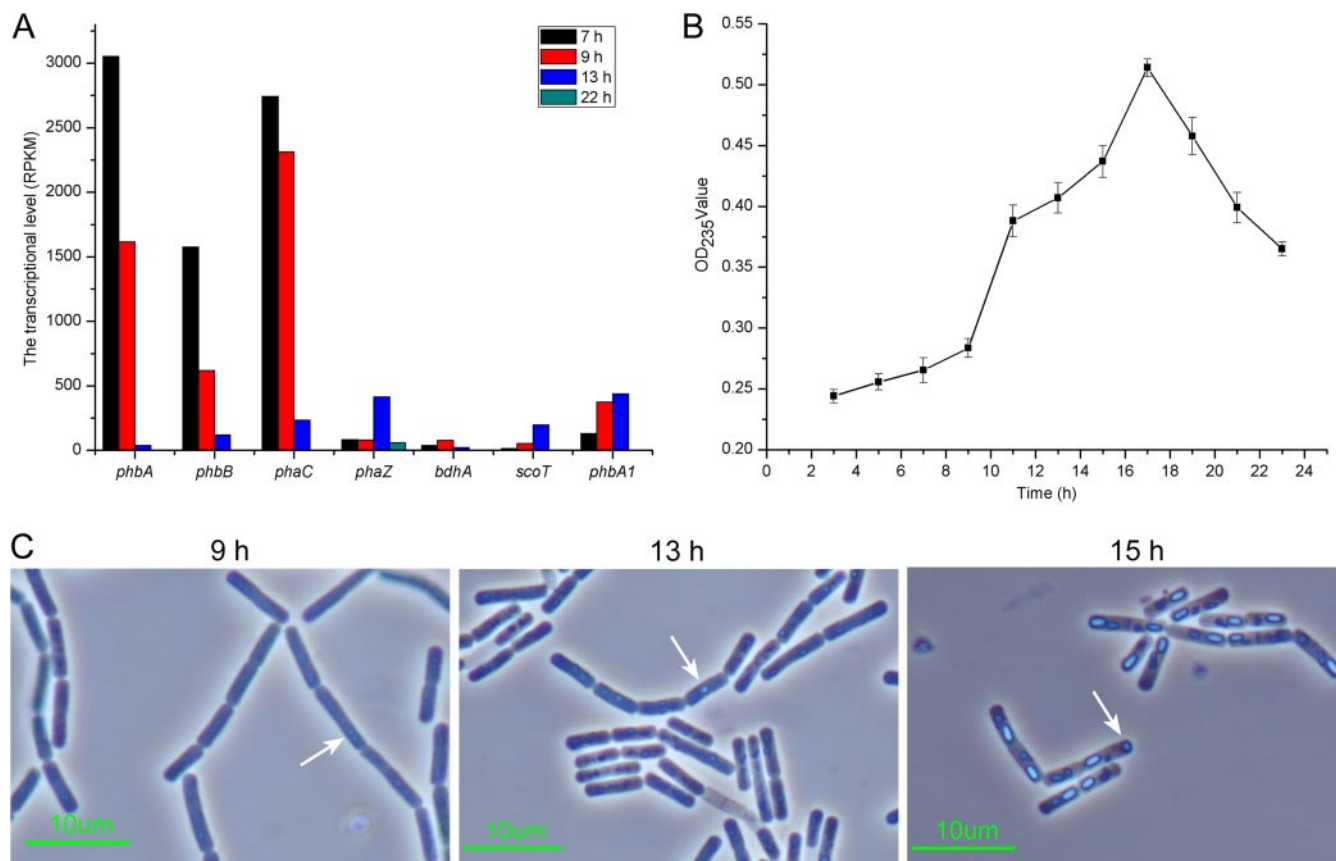 A
The transcriptional level (RPKM)
3000
2500
2000
1500
1000
500
0
7 h
9 h
13 h
22 h
phbA phbB phaC phaZ bdhA scoT phbA1
B
OD235Value
0.55
0.50
0.45
0.40
0.35
0.30
0.25
0.20
0 2 4 6 8 10 12 14 16 18 20 22 24
Time (h)
C
9 h 13 h 15 h
10um 10um 10um